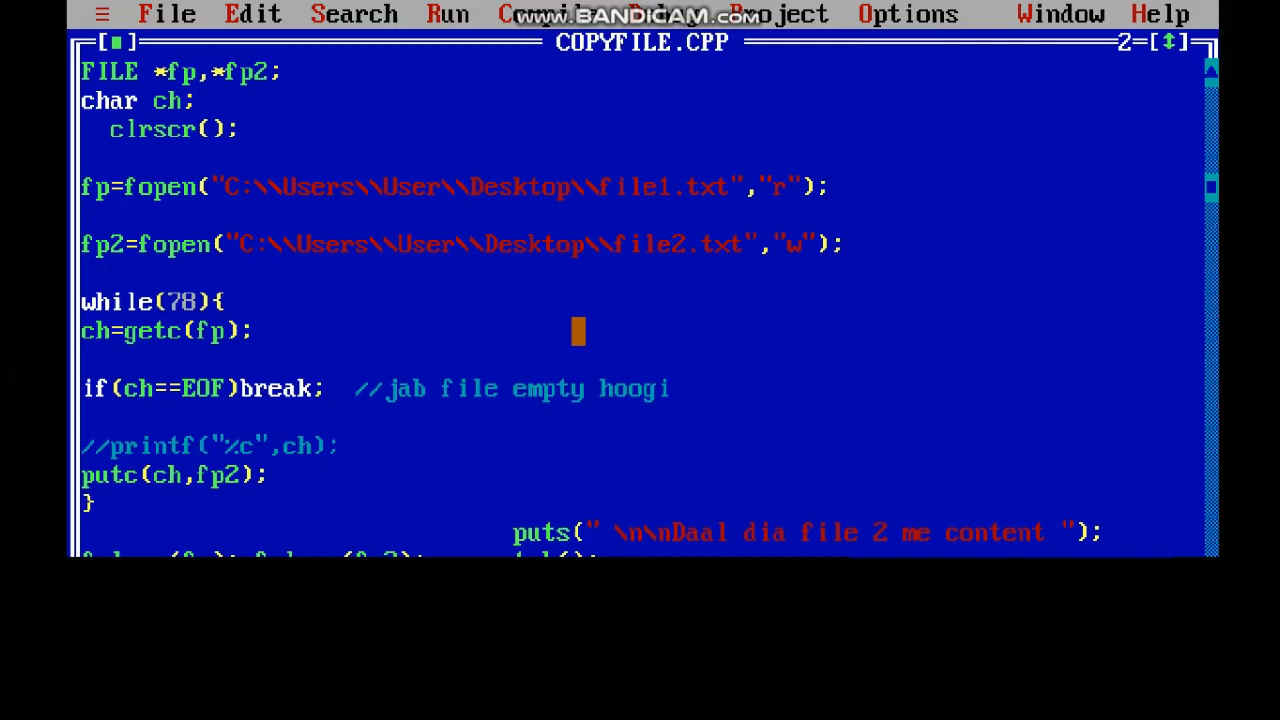 ≡ File Edit Search Run Compile Debug Project Options Window Help
www.BANDICAM.com
[■] COPYFILE.CPP 2=[↕]
FILE *fp,*fp2;
char ch;
clrscr();
fp=fopen("C:\\Users\\User\\Desktop\\file1.txt","r");
fp2=fopen("C:\\Users\\User\\Desktop\\file2.txt","w");
while(78){
ch=getc(fp);
if(ch==EOF)break; //jab file empty hoogi
//printf("%c",ch);
putc(ch,fp2);
}
puts(" \n\nDaal dia file 2 me content ");